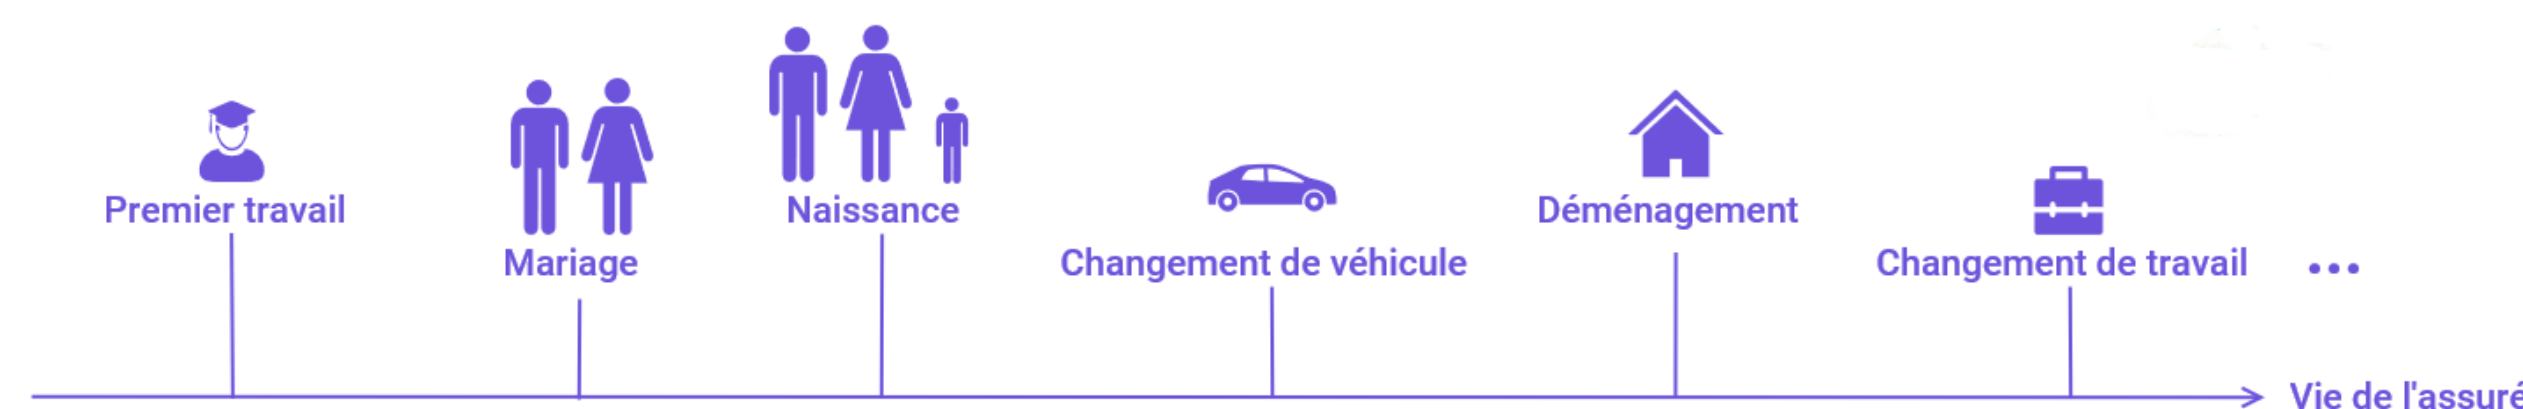 Premier travail
Mariage
Naissance
Changement de véhicule
Déménagement
Changement de travail
...
Vie de l'assuré